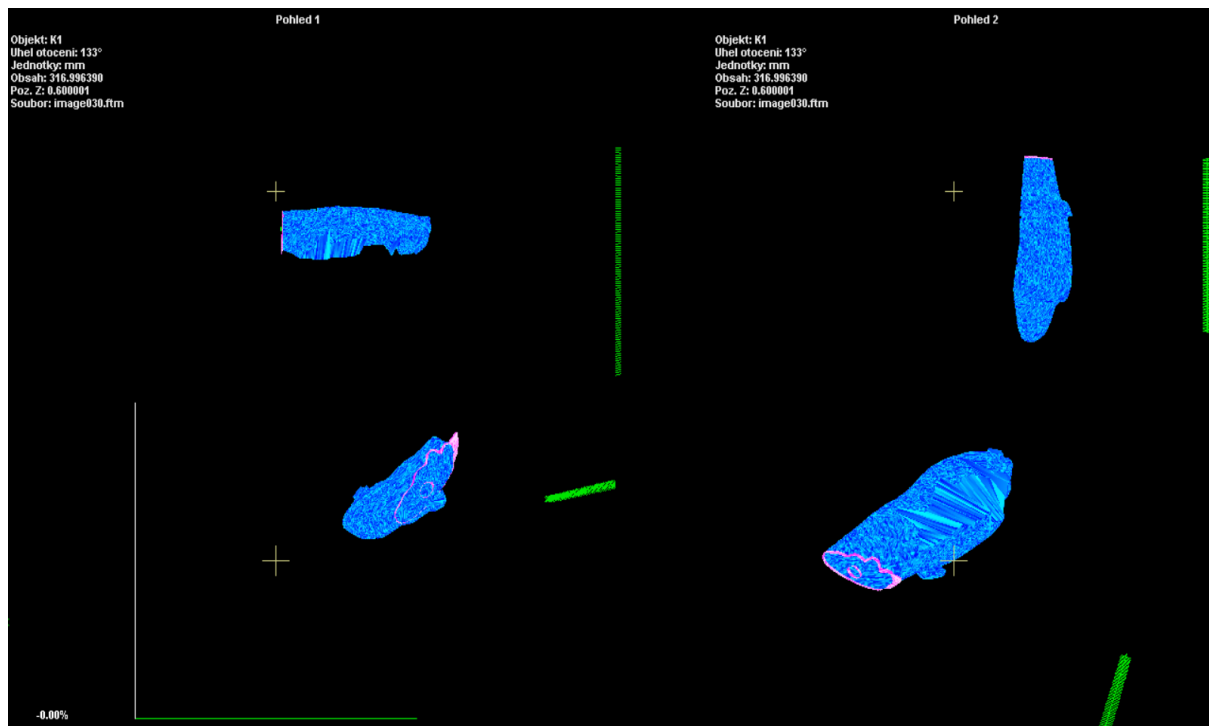 Pohled 1
Objekt: K1
Uhel otoceni: 133°
Jednotky: mm
Obsah: 316.996390
Poz. Z: 0.600001
Soubor: image030.ftm
-0.00%
Pohled 2
Objekt: K1
Uhel otoceni: 133°
Jednotky: mm
Obsah: 316.996390
Poz. Z: 0.600001
Soubor: image030.ftm